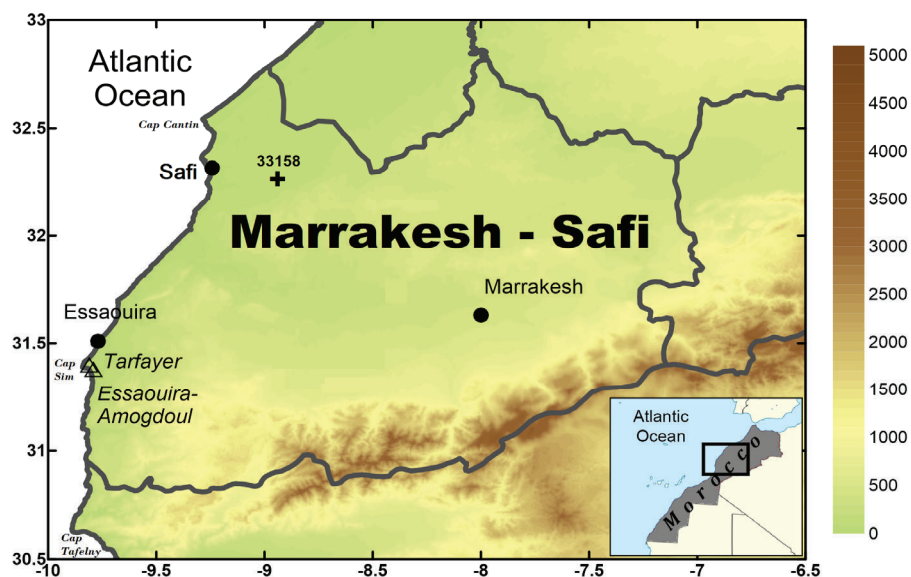 33
32.5
32
31.5
31
30.5
-10
-9.5
-9
-8.5
-8
-7.5
-7
-6.5
Atlantic
Ocean
Cap Cantin
Safi
33158
Marrakesh - Safi
Marrakesh
Essaouira
Cap
Sim
Tarfayer
Essaouira-
Amogdoul
Cap
Tafelny
Atlantic
Ocean
Morocco
5000
4500
4000
3500
3000
2500
2000
1500
1000
500
0